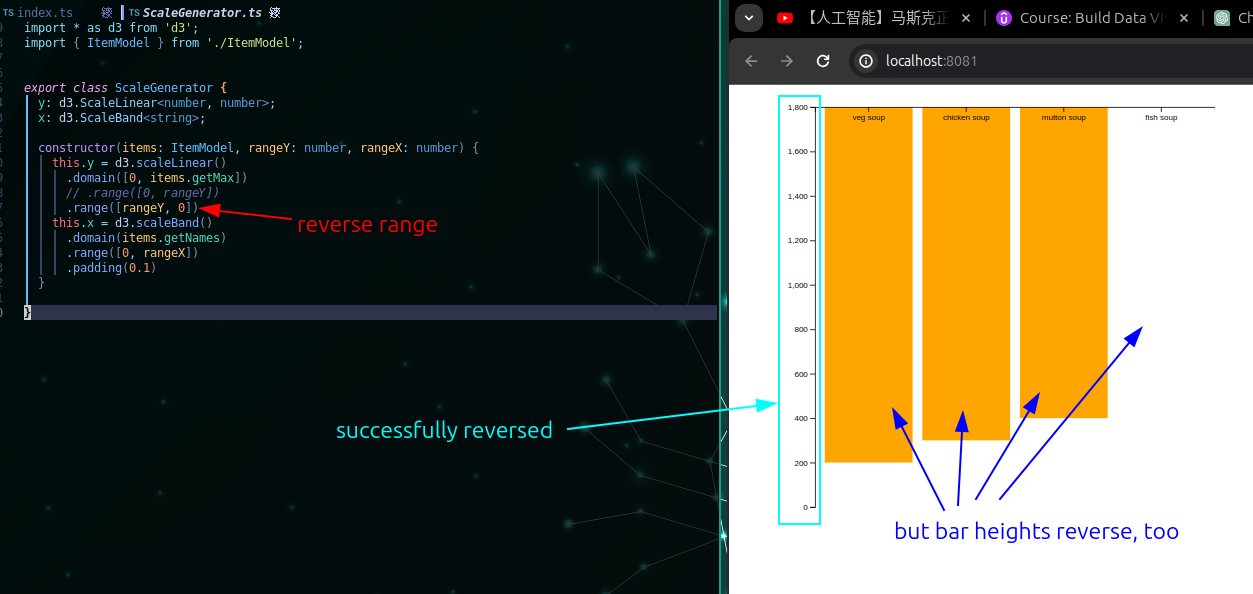 TS index.ts
TS ScaleGenerator.ts
import * as d3 from 'd3';
import { ItemModel } from './ItemModel';
export class ScaleGenerator {
y: d3.ScaleLinear<number, number>;
x: d3.ScaleBand<string>;
constructor(items: ItemModel, rangeY: number, rangeX: number) {
this.y = d3.scaleLinear()
.domain([0, items.getMax])
// .range([0, rangeY])
.range([rangeY, 0])
this.x = d3.scaleBand()
.domain(items.getNames)
.range([0, rangeX])
.padding(0.1)
}
}
reverse range
successfully reversed
【人工智能】马斯克正
Course: Build Data Vis
Ch
localhost:8081
1,800
1,600
1,400
1,200
1,000
800
600
400
200
0
veg soup
chicken soup
mutton soup
fish soup
but bar heights reverse, too